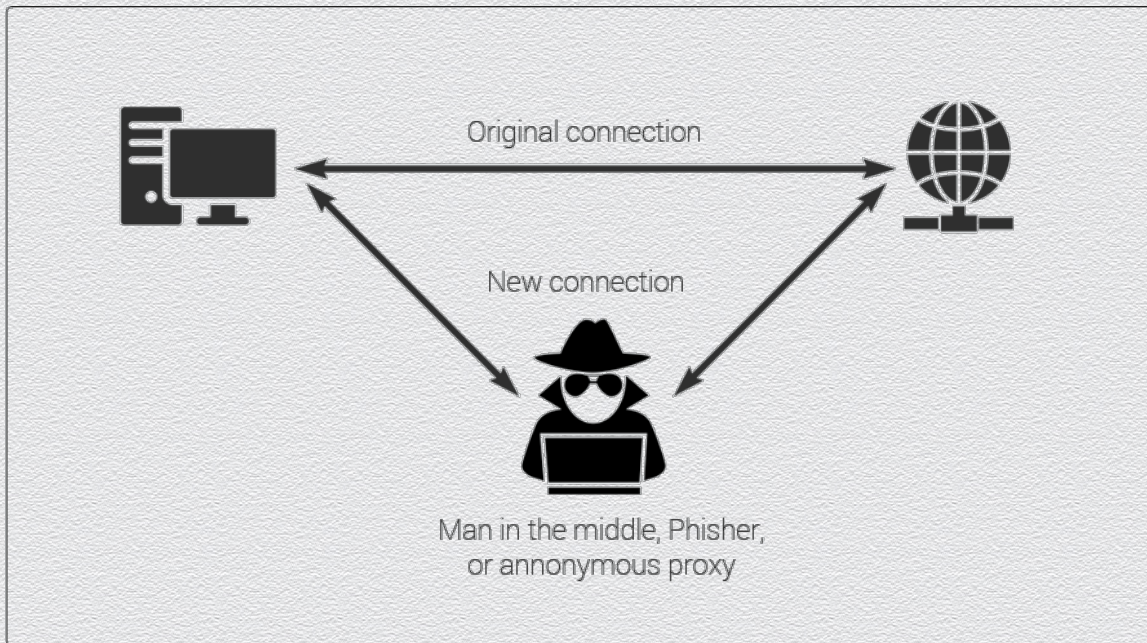 Original connection
New connection
Man in the middle, Phisher,
or annonymous proxy